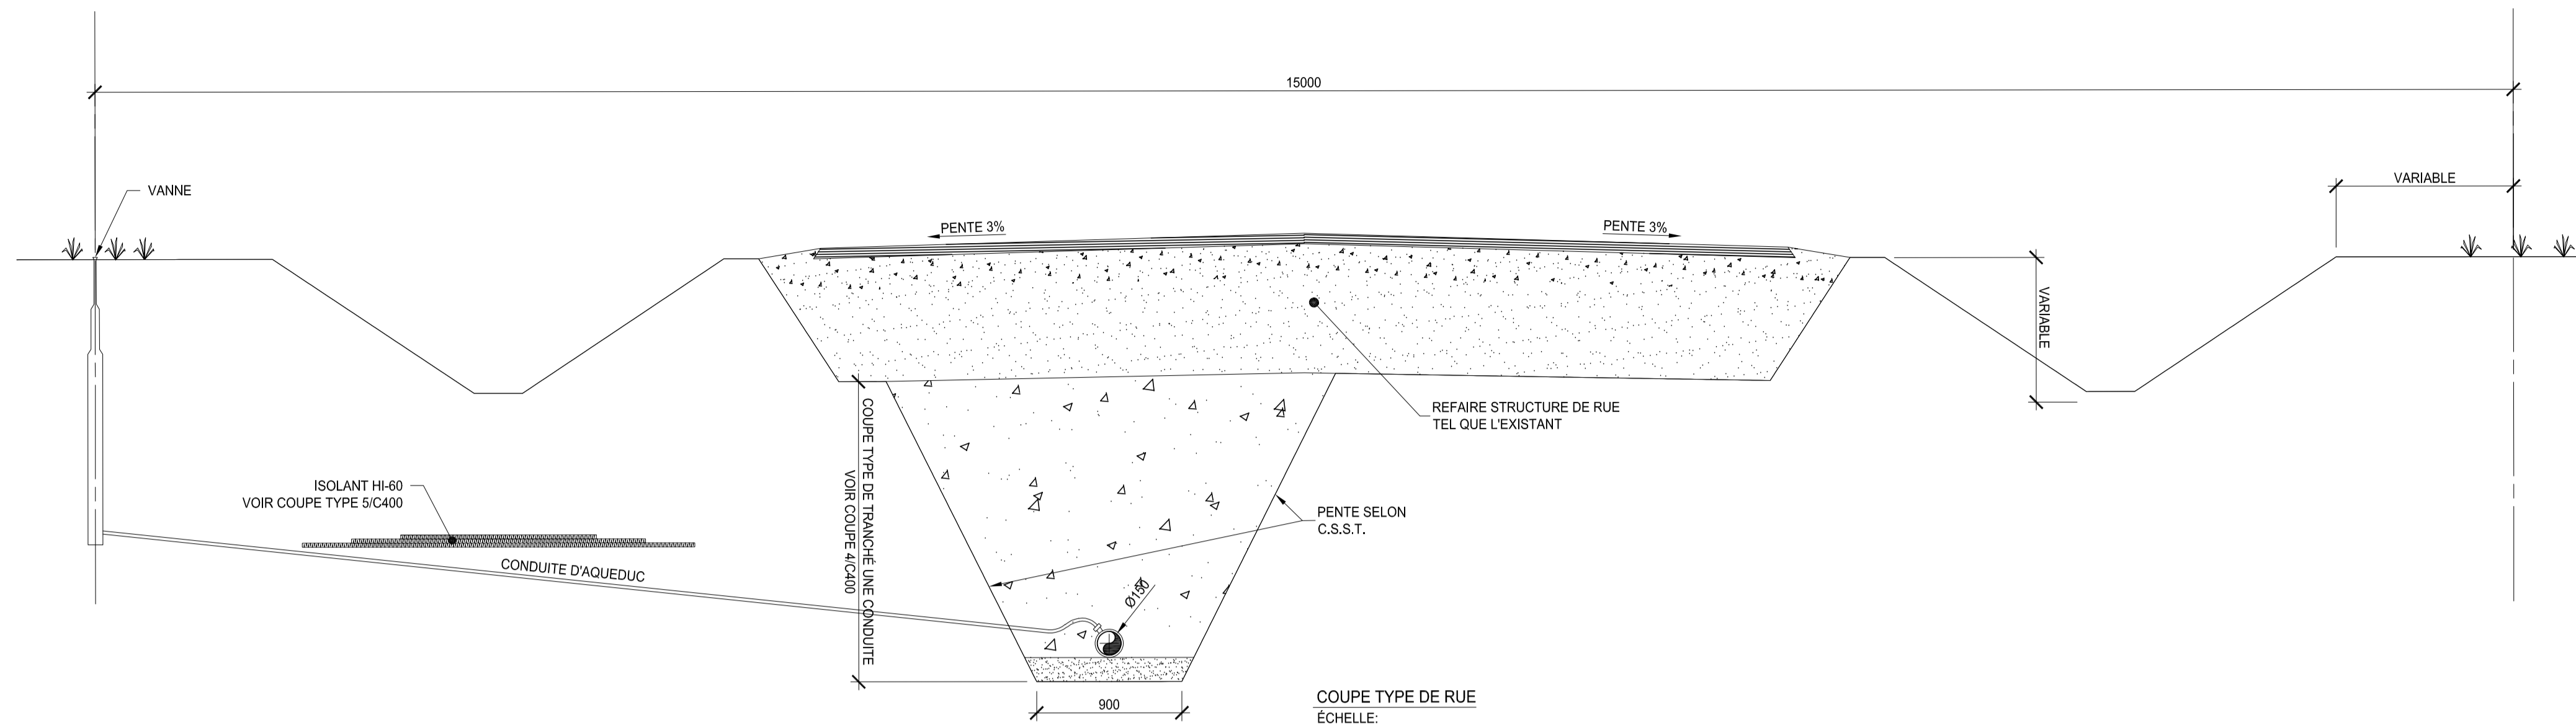 15000
VANNE
VARIABLE
PENTE 3%
PENTE 3%
VARIABLE
REFAIRE STRUCTURE DE RUE
TEL QUE L'EXISTANT
COUPE TYPE DE TRANCHÉ UNE CONDUITE
VOIR COUPE 4/C400
ISOLANT HI-60
VOIR COUPE TYPE 5/C400
PENTE SELON
C.S.S.T.
CONDUITE D'AQUEDUC
Ø150
900
COUPE TYPE DE RUE
ÉCHELLE: